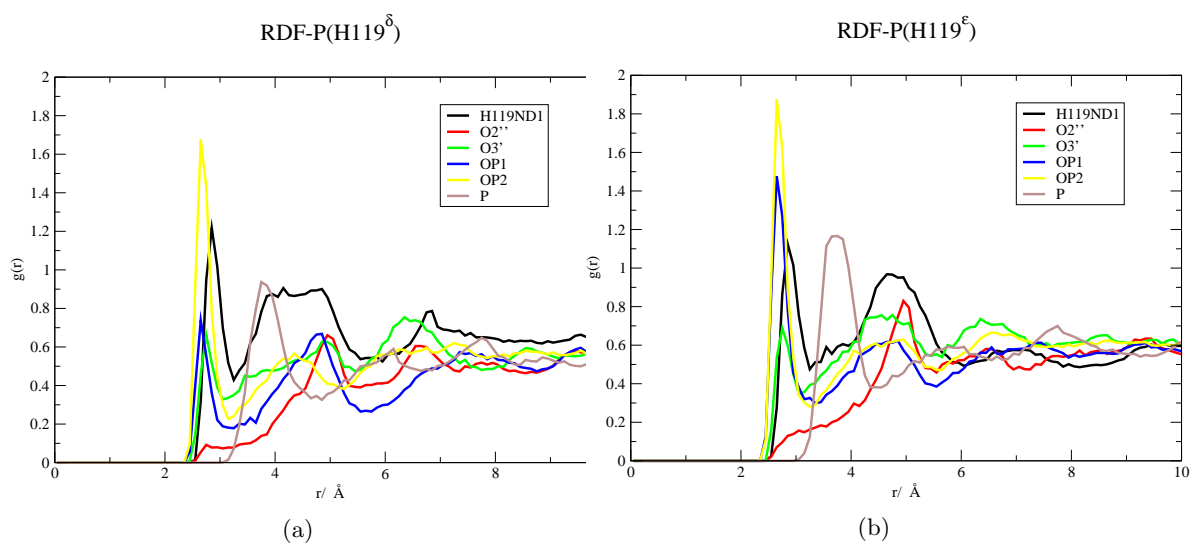 RDF-P(H119^δ)
2
1.8
1.6
1.4
1.2
1
0.8
0.6
0.4
0.2
0
g(r)
H119ND1
O2''
O3'
OP1
OP2
P
0
2
4
6
8
r/ Å
(a)
RDF-P(H119^ε)
2
1.8
1.6
1.4
1.2
1
0.8
0.6
0.4
0.2
0
g(r)
H119ND1
O2''
O3'
OP1
OP2
P
0
2
4
6
8
10
r/ Å
(b)